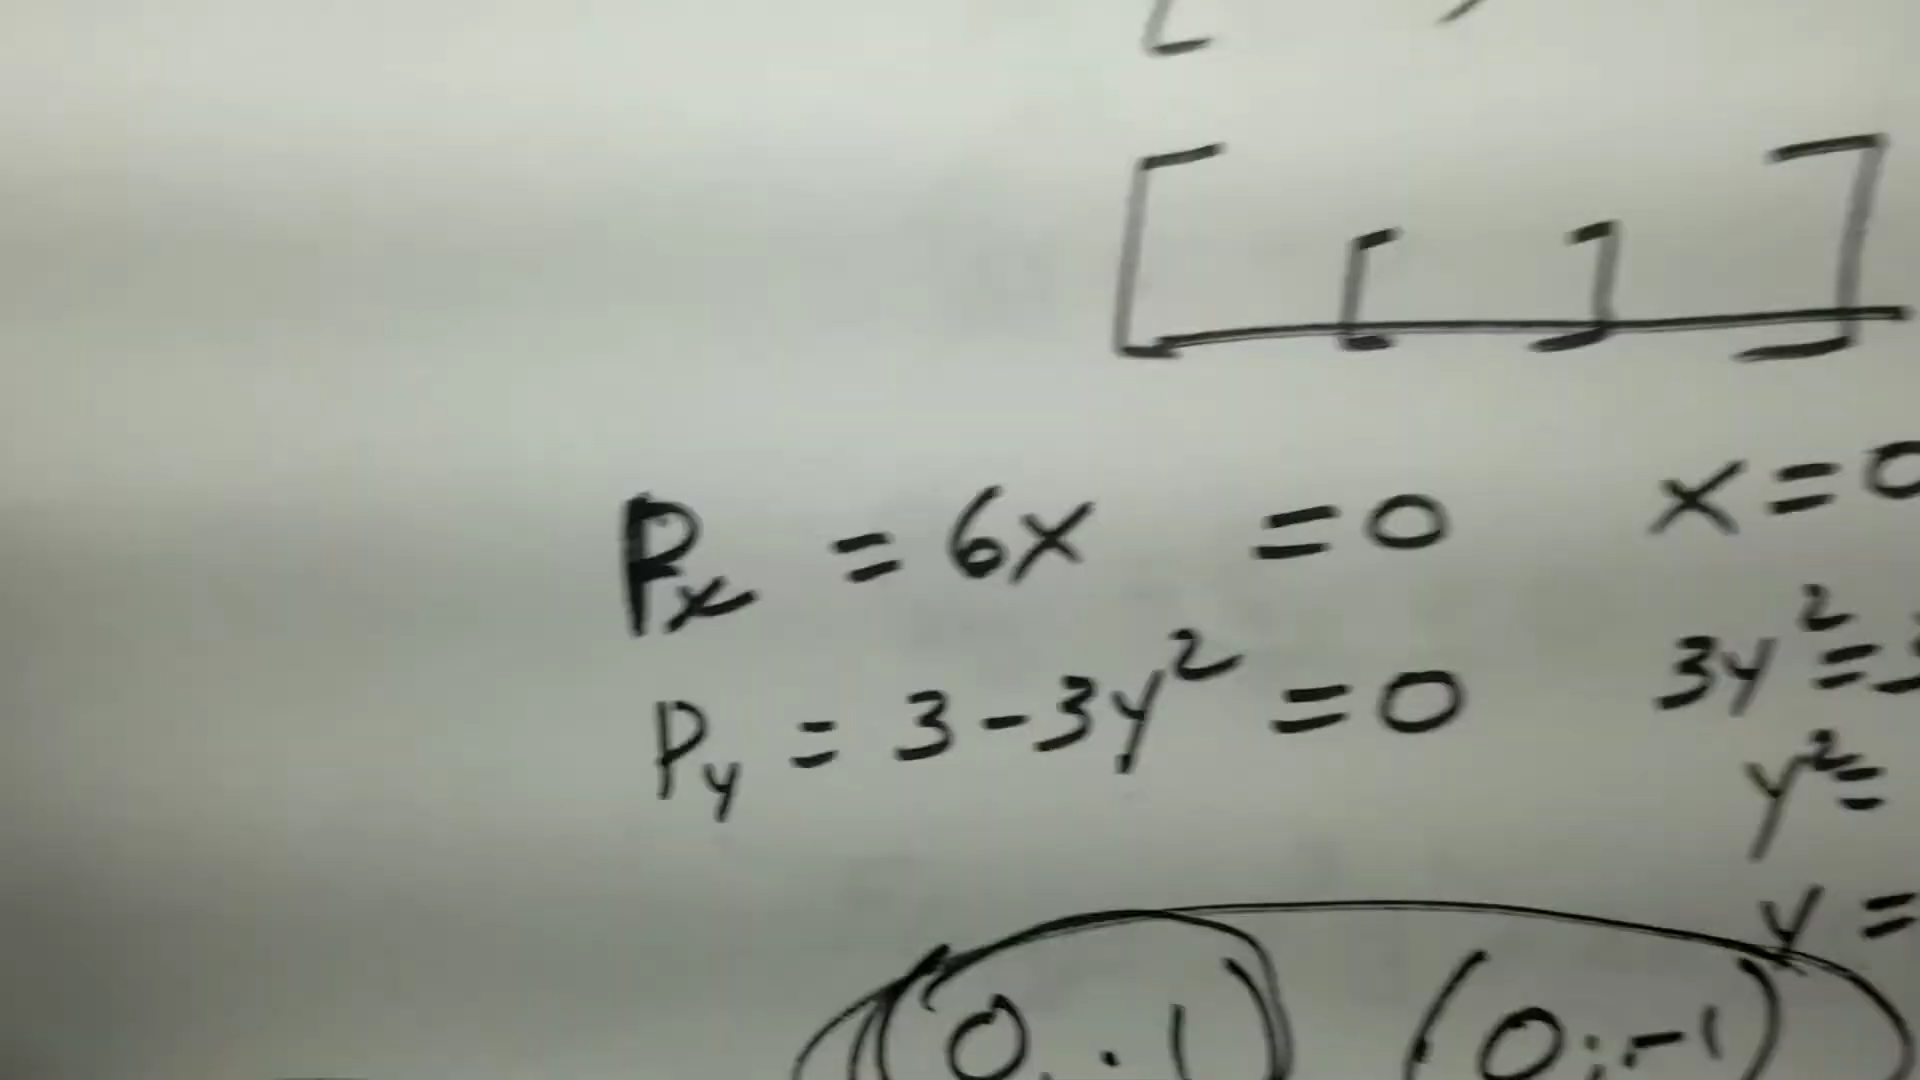 [ [ ] ]
Px = 6x = 0 x = 0
Py = 3 - 3y² = 0 3y² =
y² =
y =
(0, 1) (0, -1)